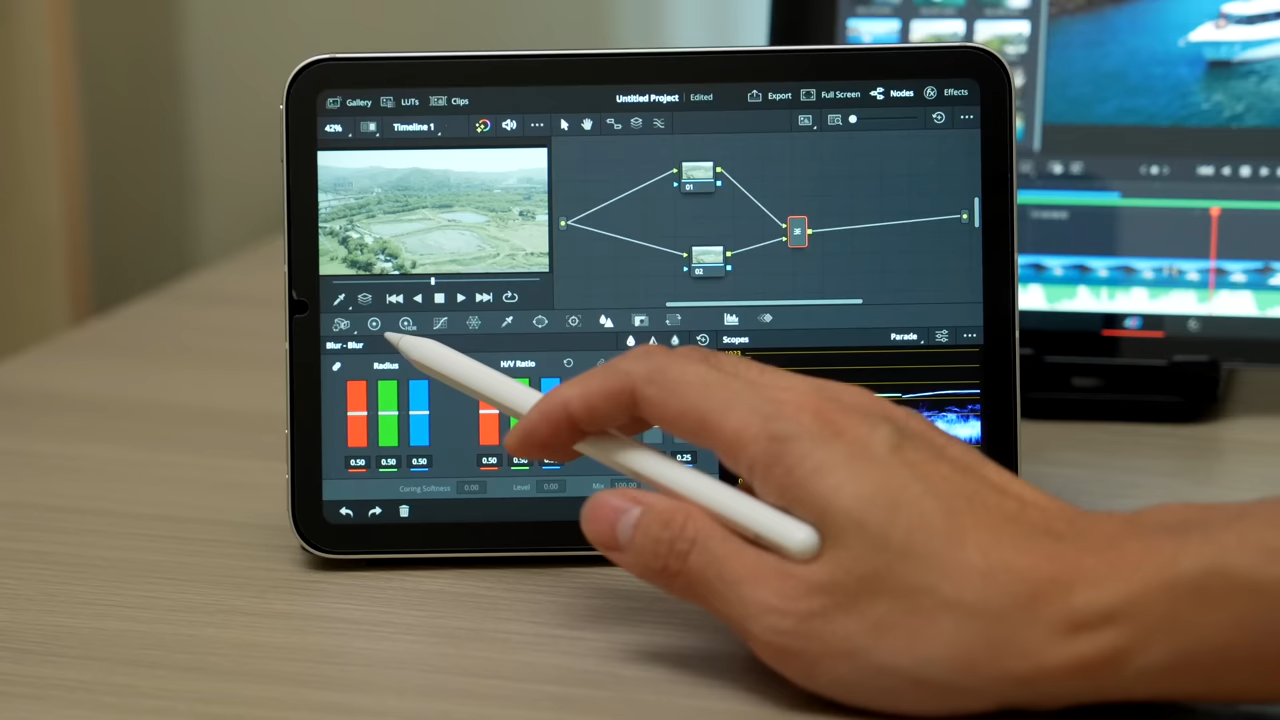 Gallery LUTs Clips Untitled Project Edited Export Full Screen Nodes Effects
42% Timeline 1
01
02
HDR
Blur - Blur Scopes Parade
1023
Radius H/V Ratio
0.50 0.50 0.50 0.50 0.50 0.25
Coring Softness 0.00 Level 0.00 Mix 100.00